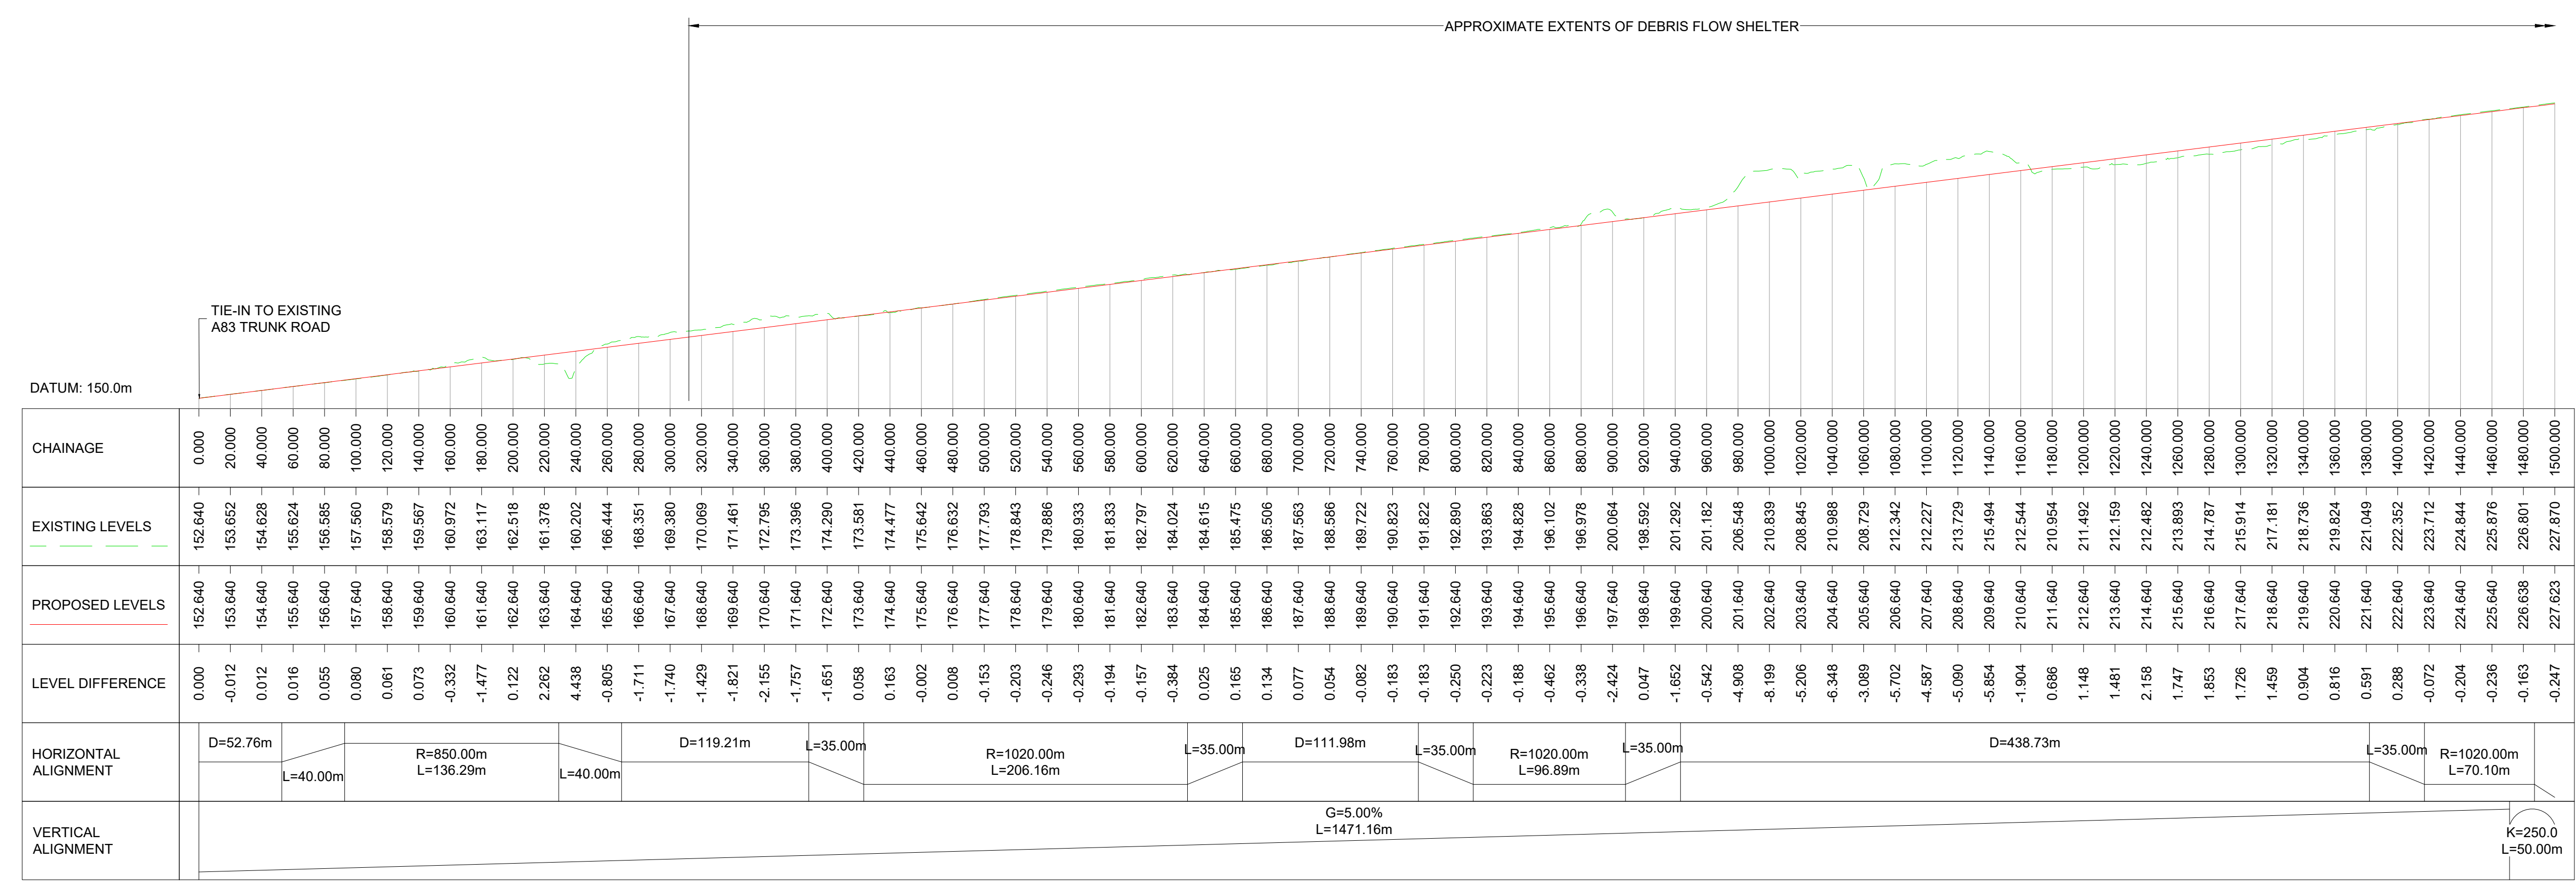 APPROXIMATE EXTENTS OF DEBRIS FLOW SHELTER
TIE-IN TO EXISTING
A83 TRUNK ROAD
DATUM: 150.0m
CHAINAGE 0.000 20.000 40.000 60.000 80.000 100.000 120.000 140.000 160.000 180.000 200.000 220.000 240.000 260.000 280.000 300.000 320.000 340.000 360.000 380.000 400.000 420.000 440.000 460.000 480.000 500.000 520.000 540.000 560.000 580.000 600.000 620.000 640.000 660.000 680.000 700.000 720.000 740.000 760.000 780.000 800.000 820.000 840.000 860.000 880.000 900.000 920.000 940.000 960.000 980.000 1000.000 1020.000 1040.000 1060.000 1080.000 1100.000 1120.000 1140.000 1160.000 1180.000 1200.000 1220.000 1240.000 1260.000 1280.000 1300.000 1320.000 1340.000 1360.000 1380.000 1400.000 1420.000 1440.000 1460.000 1480.000 1500.000
EXISTING LEVELS 152.640 153.652 154.628 155.624 156.585 157.560 158.579 159.567 160.972 163.117 162.518 161.378 160.202 166.444 168.351 169.380 170.069 171.461 172.795 173.396 174.290 173.581 174.477 175.642 176.632 177.793 178.843 179.886 180.933 181.833 182.797 184.024 184.615 185.475 186.506 187.563 188.586 189.722 190.823 191.822 192.890 193.863 194.828 196.102 196.978 200.064 198.592 201.292 201.182 206.548 210.839 208.845 210.988 208.729 212.342 212.227 213.729 215.494 212.544 210.954 211.492 212.159 212.482 213.893 214.787 215.914 217.181 218.736 219.824 221.049 222.352 223.712 224.844 225.876 226.801 227.870
PROPOSED LEVELS 152.640 153.640 154.640 155.640 156.640 157.640 158.640 159.640 160.640 161.640 162.640 163.640 164.640 165.640 166.640 167.640 168.640 169.640 170.640 171.640 172.640 173.640 174.640 175.640 176.640 177.640 178.640 179.640 180.640 181.640 182.640 183.640 184.640 185.640 186.640 187.640 188.640 189.640 190.640 191.640 192.640 193.640 194.640 195.640 196.640 197.640 198.640 199.640 200.640 201.640 202.640 203.640 204.640 205.640 206.640 207.640 208.640 209.640 210.640 211.640 212.640 213.640 214.640 215.640 216.640 217.640 218.640 219.640 220.640 221.640 222.640 223.640 224.640 225.640 226.638 227.623
LEVEL DIFFERENCE 0.000 -0.012 0.012 0.016 0.055 0.080 0.061 0.073 -0.332 -1.477 0.122 2.262 4.438 -0.805 -1.711 -1.740 -1.429 -1.821 -2.155 -1.757 -1.651 0.058 0.163 -0.002 0.008 -0.153 -0.203 -0.246 -0.293 -0.194 -0.157 -0.384 0.025 0.165 0.134 0.077 0.054 -0.082 -0.183 -0.183 -0.250 -0.223 -0.188 -0.462 -0.338 -2.424 0.047 -1.652 -0.542 -4.908 -8.199 -5.206 -6.348 -3.089 -5.702 -4.587 -5.090 -5.854 -1.904 0.686 1.148 1.481 2.158 1.747 1.853 1.726 1.459 0.904 0.816 0.591 0.288 -0.072 -0.204 -0.236 -0.163 -0.247
HORIZONTAL
ALIGNMENT
D=52.76m
L=40.00m
R=850.00m
L=136.29m
L=40.00m
D=119.21m
L=35.00m
R=1020.00m
L=206.16m
L=35.00m
D=111.98m
L=35.00m
R=1020.00m
L=96.89m
L=35.00m
D=438.73m
L=35.00m
R=1020.00m
L=70.10m
VERTICAL
ALIGNMENT
G=5.00%
L=1471.16m
K=250.0
L=50.00m